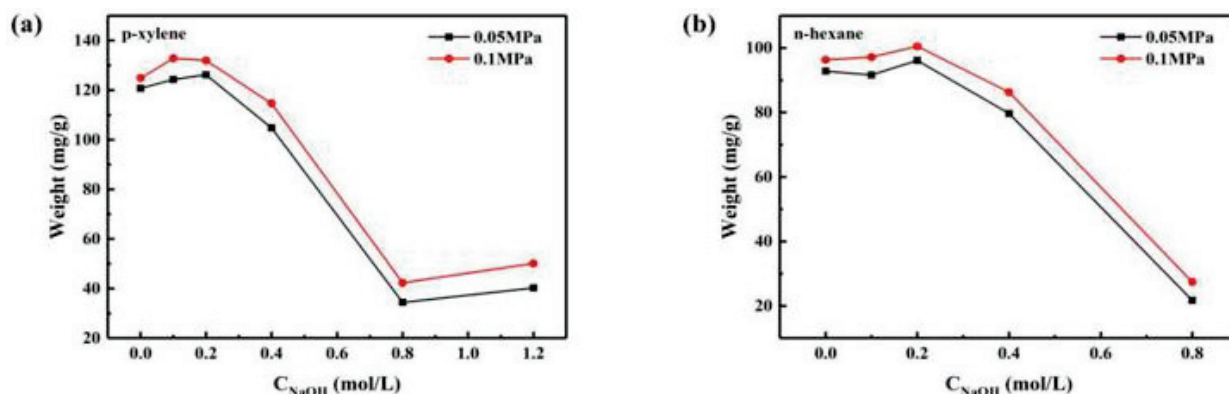 (a)
p-xylene
0.05MPa
0.1MPa
Weight (mg/g)
140
120
100
80
60
40
20
0.0 0.2 0.4 0.6 0.8 1.0 1.2
C_NaOH (mol/L)
(b)
n-hexane
0.05MPa
0.1MPa
Weight (mg/g)
100
80
60
40
20
0.0 0.2 0.4 0.6 0.8
C_NaOH (mol/L)